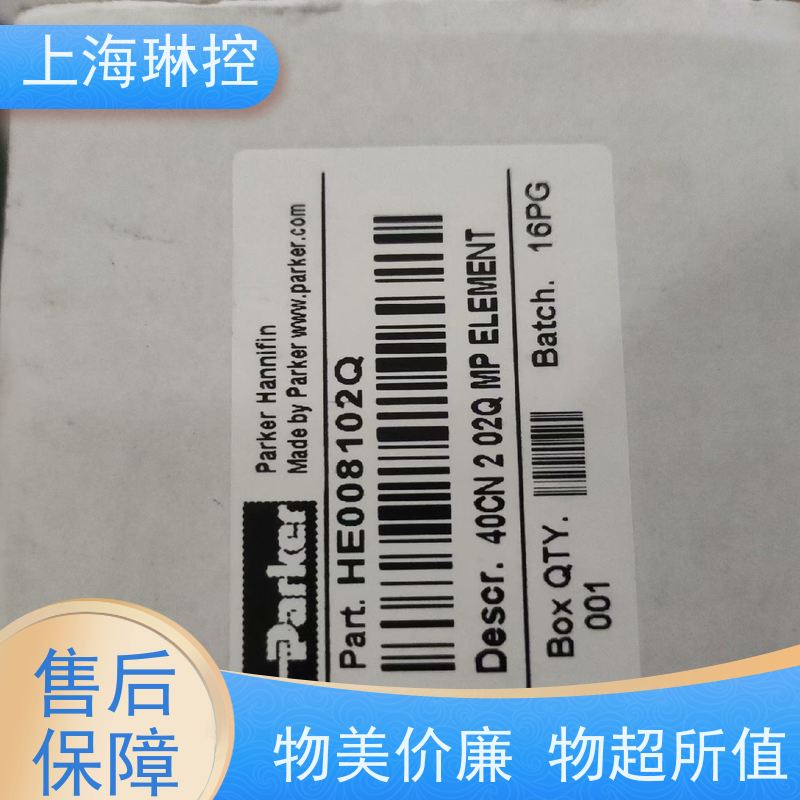 上海琳控
Parker
Parker Hannifin
Made by Parker www.parker.com
Part. HE008102Q
Descr. 40CN 2 02Q MP ELEMENT
Box QTY.
001
Batch. 16PG
售后
保障
物美价廉 物超所值